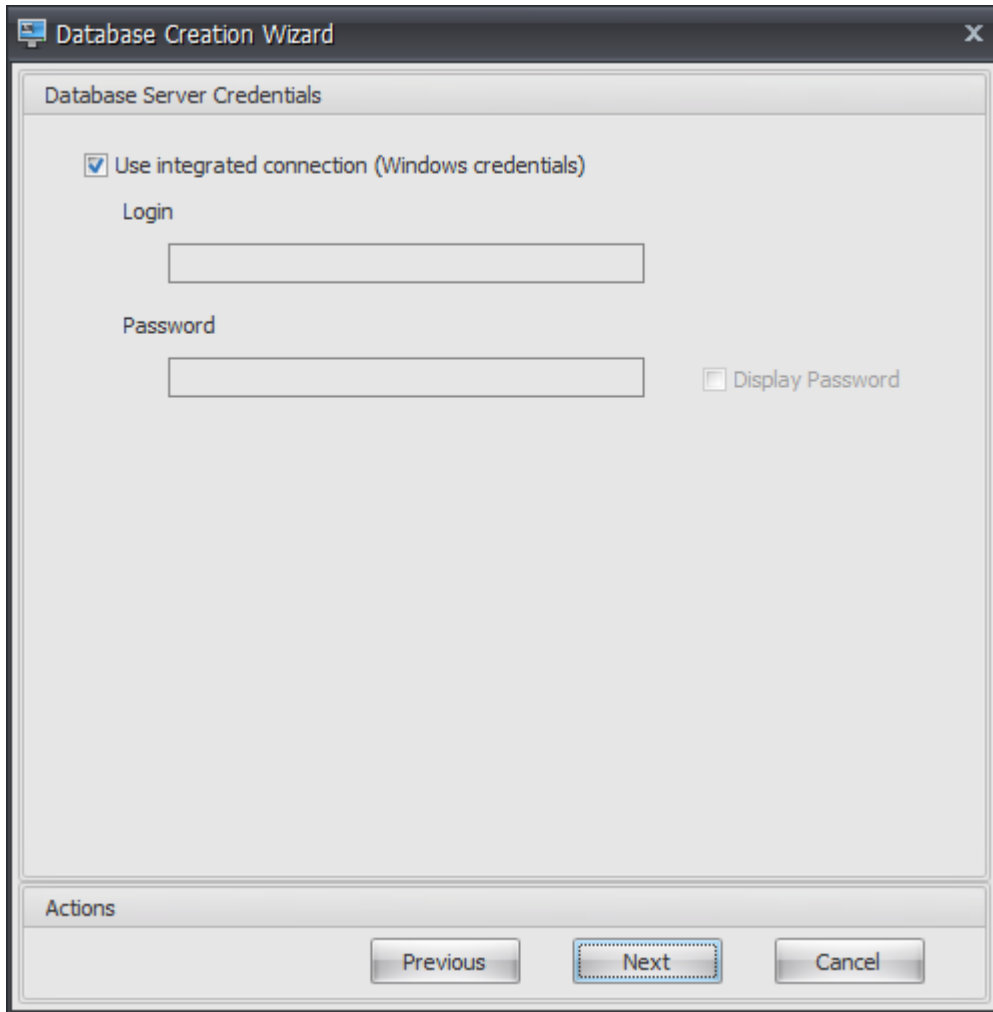 Database Creation Wizard
Database Server Credentials
Use integrated connection (Windows credentials)
Login
Password
Display Password
Actions
Previous Next Cancel